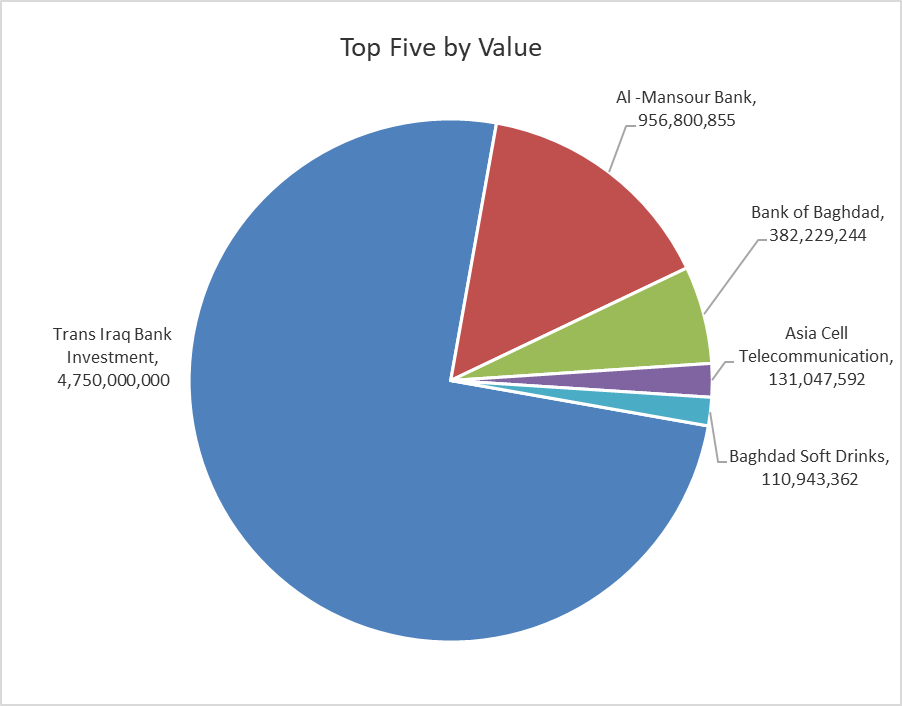 Top Five by Value
Al -Mansour Bank,
956,800,855
Bank of Baghdad,
382,229,244
Asia Cell
Telecommunication,
131,047,592
Baghdad Soft Drinks,
110,943,362
Trans Iraq Bank
Investment,
4,750,000,000